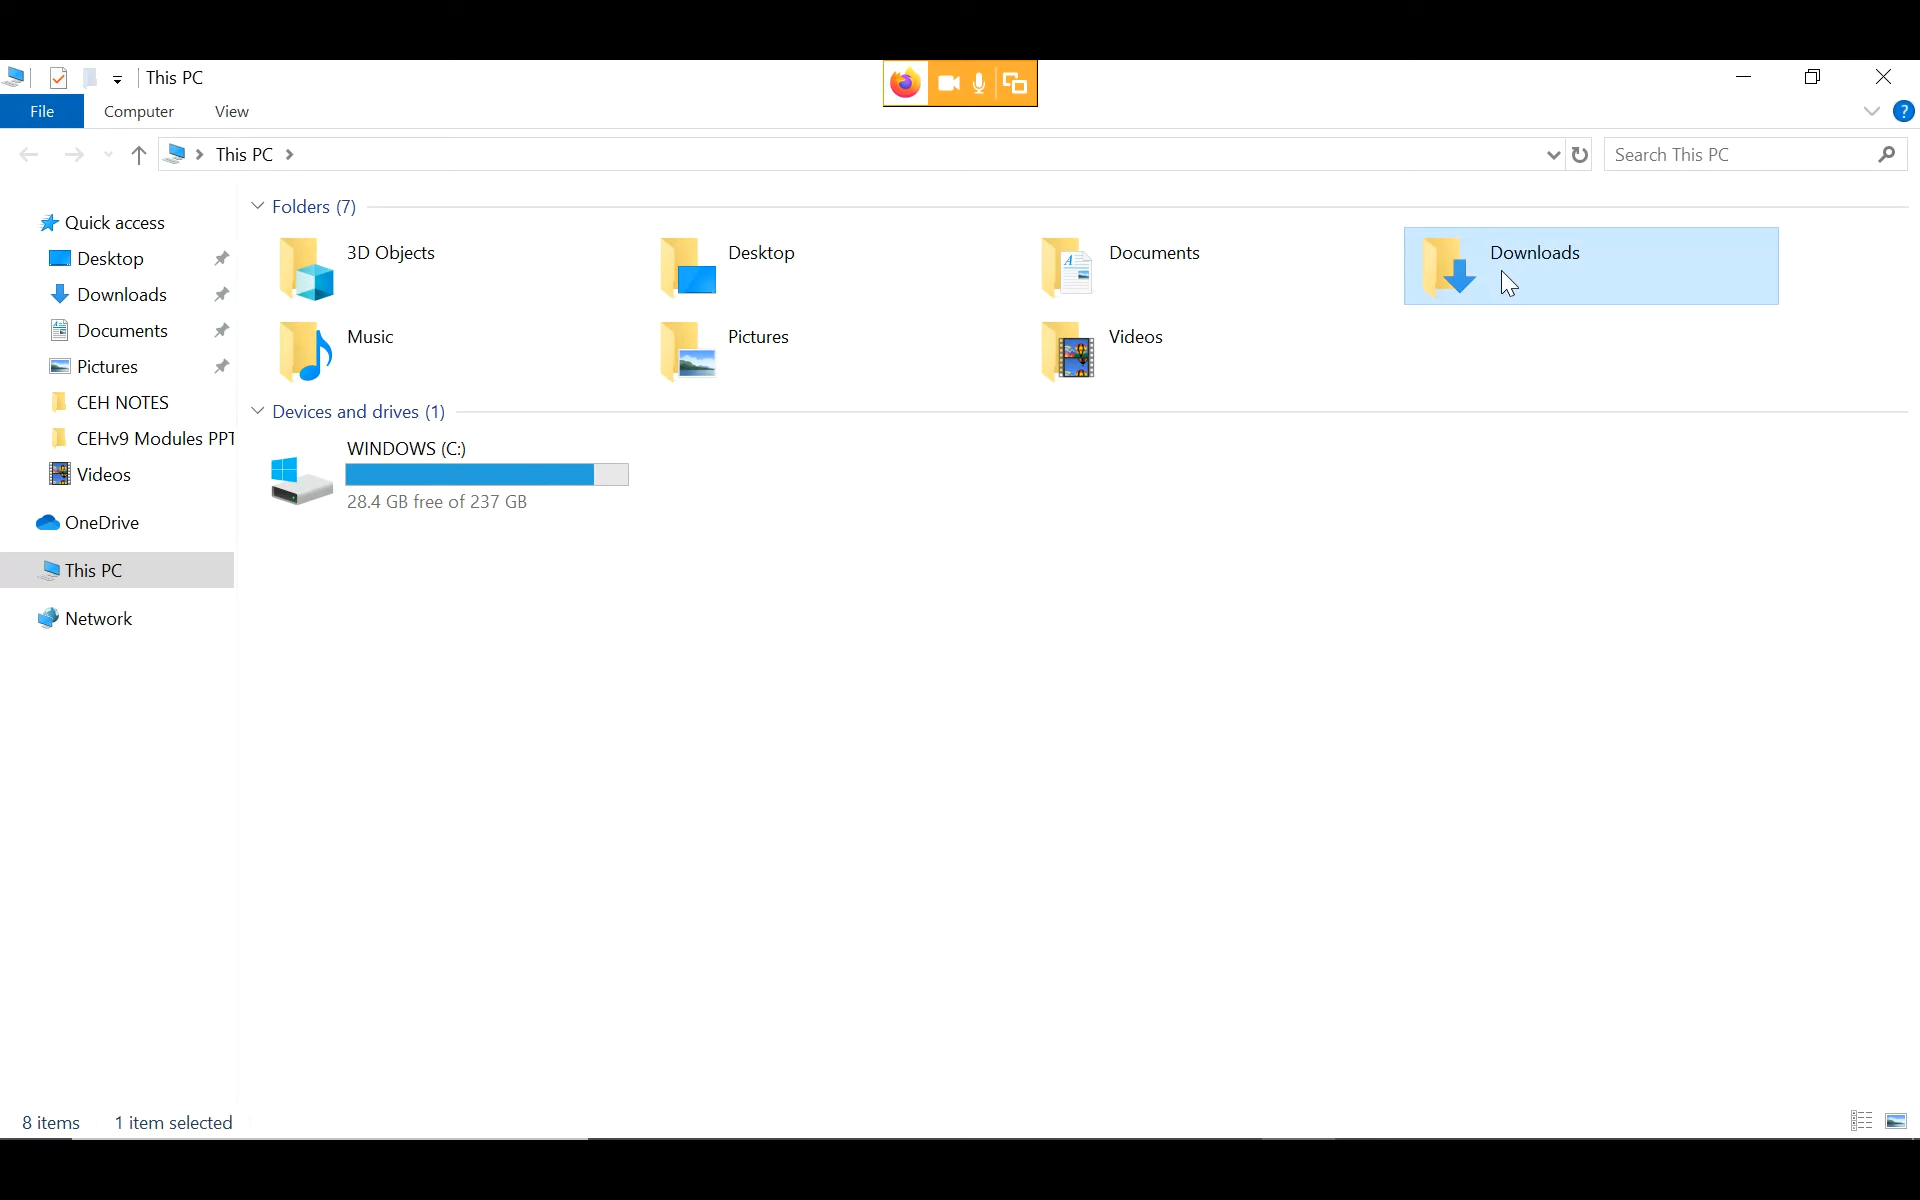 This PC
File Computer View
This PC
Search This PC
Quick access
Desktop
Downloads
Documents
Pictures
CEH NOTES
CEHv9 Modules PPT
Videos
OneDrive
This PC
Network
Folders (7)
3D Objects Desktop Documents Downloads
Music Pictures Videos
Devices and drives (1)
WINDOWS (C:)
28.4 GB free of 237 GB
8 items 1 item selected